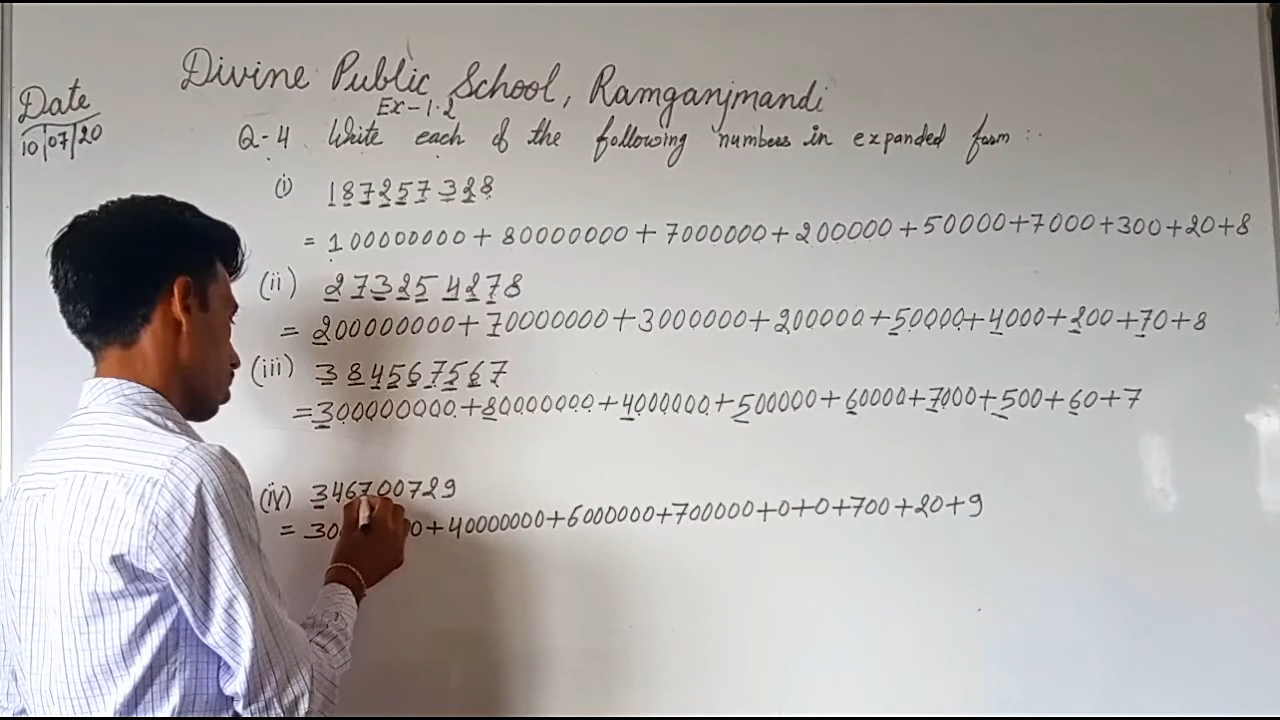 Divine Public School, Ramganjmandi
Date
10/07/20
Ex-1.2
Q-4 Write each of the following numbers in expanded form :-
(i) 187257328
= 100000000 + 80000000 + 7000000 + 200000 + 50000 + 7000 + 300 + 20 + 8
(ii) 273254278
= 200000000 + 70000000 + 3000000 + 200000 + 50000 + 4000 + 200 + 70 + 8
(iii) 384567567
= 300000000 + 80000000 + 4000000 + 500000 + 60000 + 7000 + 500 + 60 + 7
(iv) 346700729
+ 40000000 + 6000000 + 700000 + 0 + 0 + 700 + 20 + 9